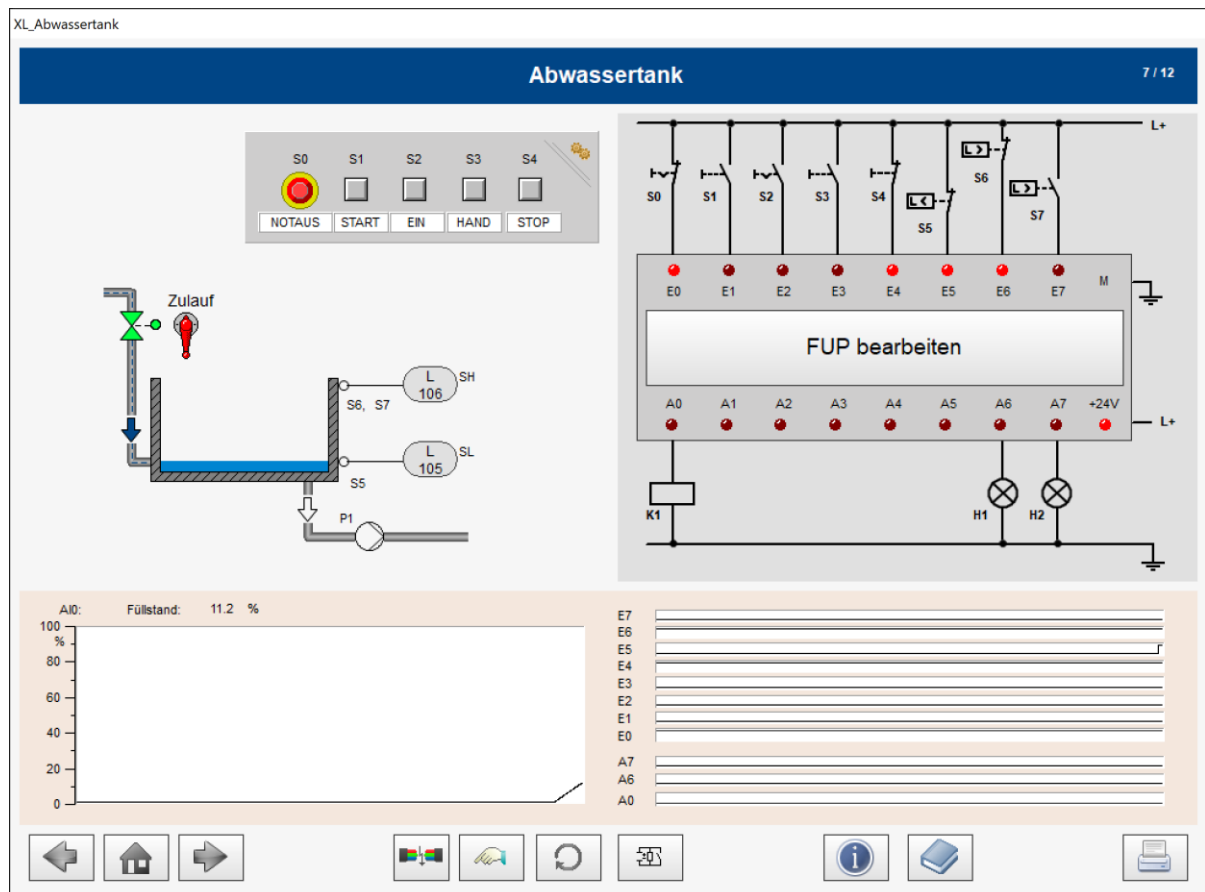 XL_Abwassertank
Abwassertank
7 / 12
S0 S1 S2 S3 S4
NOTAUS START EIN HAND STOP
Zulauf
L
106
SH
S6, S7
L
105
SL
S5
P1
L+
S0 S1 S2 S3 S4 S5 S6 S7
L <
L >
L >
E0 E1 E2 E3 E4 E5 E6 E7 M
FUP bearbeiten
A0 A1 A2 A3 A4 A5 A6 A7 +24V
L+
K1 H1 H2
AI0: Füllstand: 11.2 %
100
%
80
60
40
20
0
E7
E6
E5
E4
E3
E2
E1
E0
A7
A6
A0